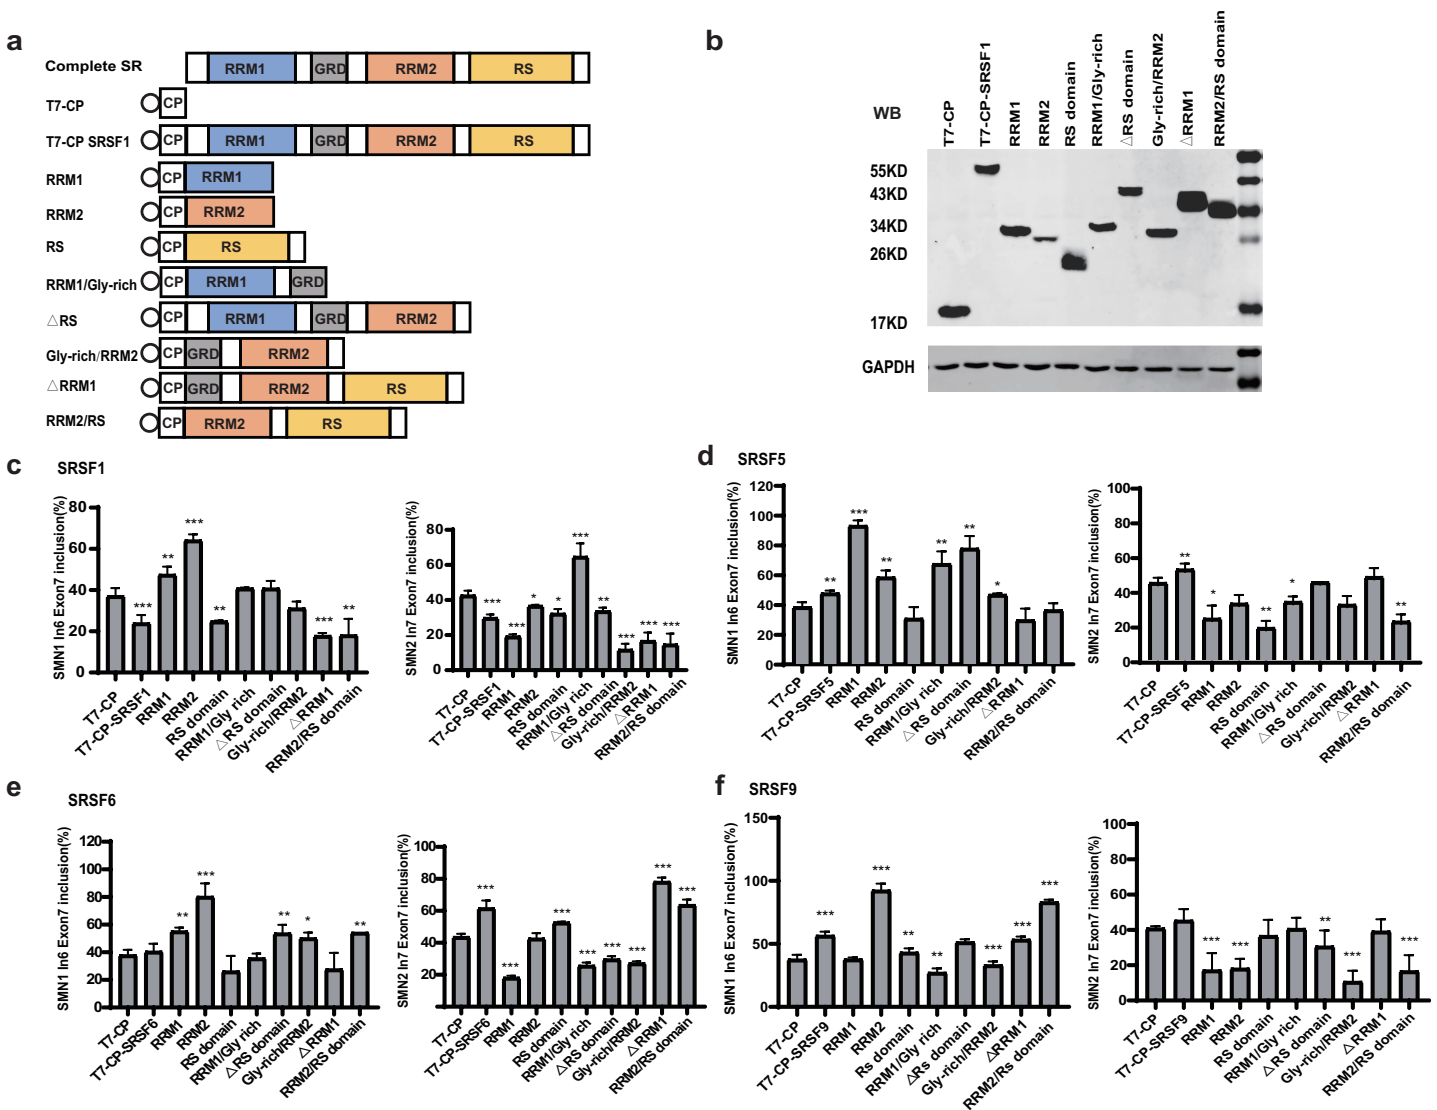 a
Complete SR RRM1 GRD RRM2 RS
T7-CP CP
T7-CP SRSF1 CP RRM1 GRD RRM2 RS
RRM1 CP RRM1
RRM2 CP RRM2
RS CP RS
RRM1/Gly-rich CP RRM1 GRD
△RS CP RRM1 GRD RRM2
Gly-rich/RRM2 CP GRD RRM2
△RRM1 CP GRD RRM2 RS
RRM2/RS CP RRM2 RS
b
WB
T7-CP
T7-CP-SRSF1
RRM1
RRM2
RS domain
RRM1/Gly-rich
△RS domain
Gly-rich/RRM2
△RRM1
RRM2/RS domain
55KD
43KD
34KD
26KD
17KD
GAPDH
c SRSF1
SMN1 In6 Exon7 inclusion(%)
80
60
40
20
0
*** ** *** ** *** **
T7-CP
T7-CP-SRSF1
RRM1
RRM2
RS domain
RRM1/Gly rich
△RS domain
Gly-rich/RRM2
△RRM1
RRM2/RS domain
SMN2 In7 Exon7 inclusion(%)
80
60
40
20
0
*** *** * * *** ** *** *** ***
T7-CP
T7-CP-SRSF1
RRM1
RRM2
RS domain
RRM1/Gly rich
△RS domain
Gly-rich/RRM2
△RRM1
RRM2/RS domain
d SRSF5
SMN1 In6 Exon7 inclusion(%)
120
100
80
60
40
20
0
** *** ** ** ** *
T7-CP
T7-CP-SRSF5
RRM1
RRM2
RS domain
RRM1/Gly rich
△RS domain
Gly-rich/RRM2
△RRM1
RRM2/RS domain
SMN2 In7 Exon7 inclusion(%)
100
80
60
40
20
0
** * ** * **
T7-CP
T7-CP-SRSF5
RRM1
RRM2
RS domain
RRM1/Gly rich
△RS domain
Gly-rich/RRM2
△RRM1
RRM2/RS domain
e SRSF6
SMN1 In6 Exon7 inclusion(%)
120
100
80
60
40
20
0
** *** ** * **
T7-CP
T7-CP-SRSF6
RRM1
RRM2
RS domain
RRM1/Gly rich
△RS domain
Gly-rich/RRM2
△RRM1
RRM2/RS domain
SMN2 In7 Exon7 inclusion(%)
100
80
60
40
20
*** *** *** *** *** *** *** ***
T7-CP
T7-CP-SRSF6
RRM1
RRM2
RS domain
RRM1/Gly-rich
△RS domain
Gly-rich/RRM2
△RRM1
RRM2/RS domain
f SRSF9
SMN1 In6 Exon7 inclusion(%)
150
100
50
0
*** *** ** ** *** *** ***
T7-CP
T7-CP-SRSF9
RRM1
RRM2
Rs domain
RRM1/Gly rich
ΔRs domain
Gly-rich/RRM2
ΔRRM1
RRM2/Rs domain
SMN2 In7 Exon7 inclusion(%)
80
60
40
20
0
*** *** ** *** ***
T7-CP
T7-CP-SRSF9
RRM1
RRM2
RS domain
RRM1/Gly rich
△RS domain
Gly-rich/RRM2
△RRM1
RRM2/RS domain